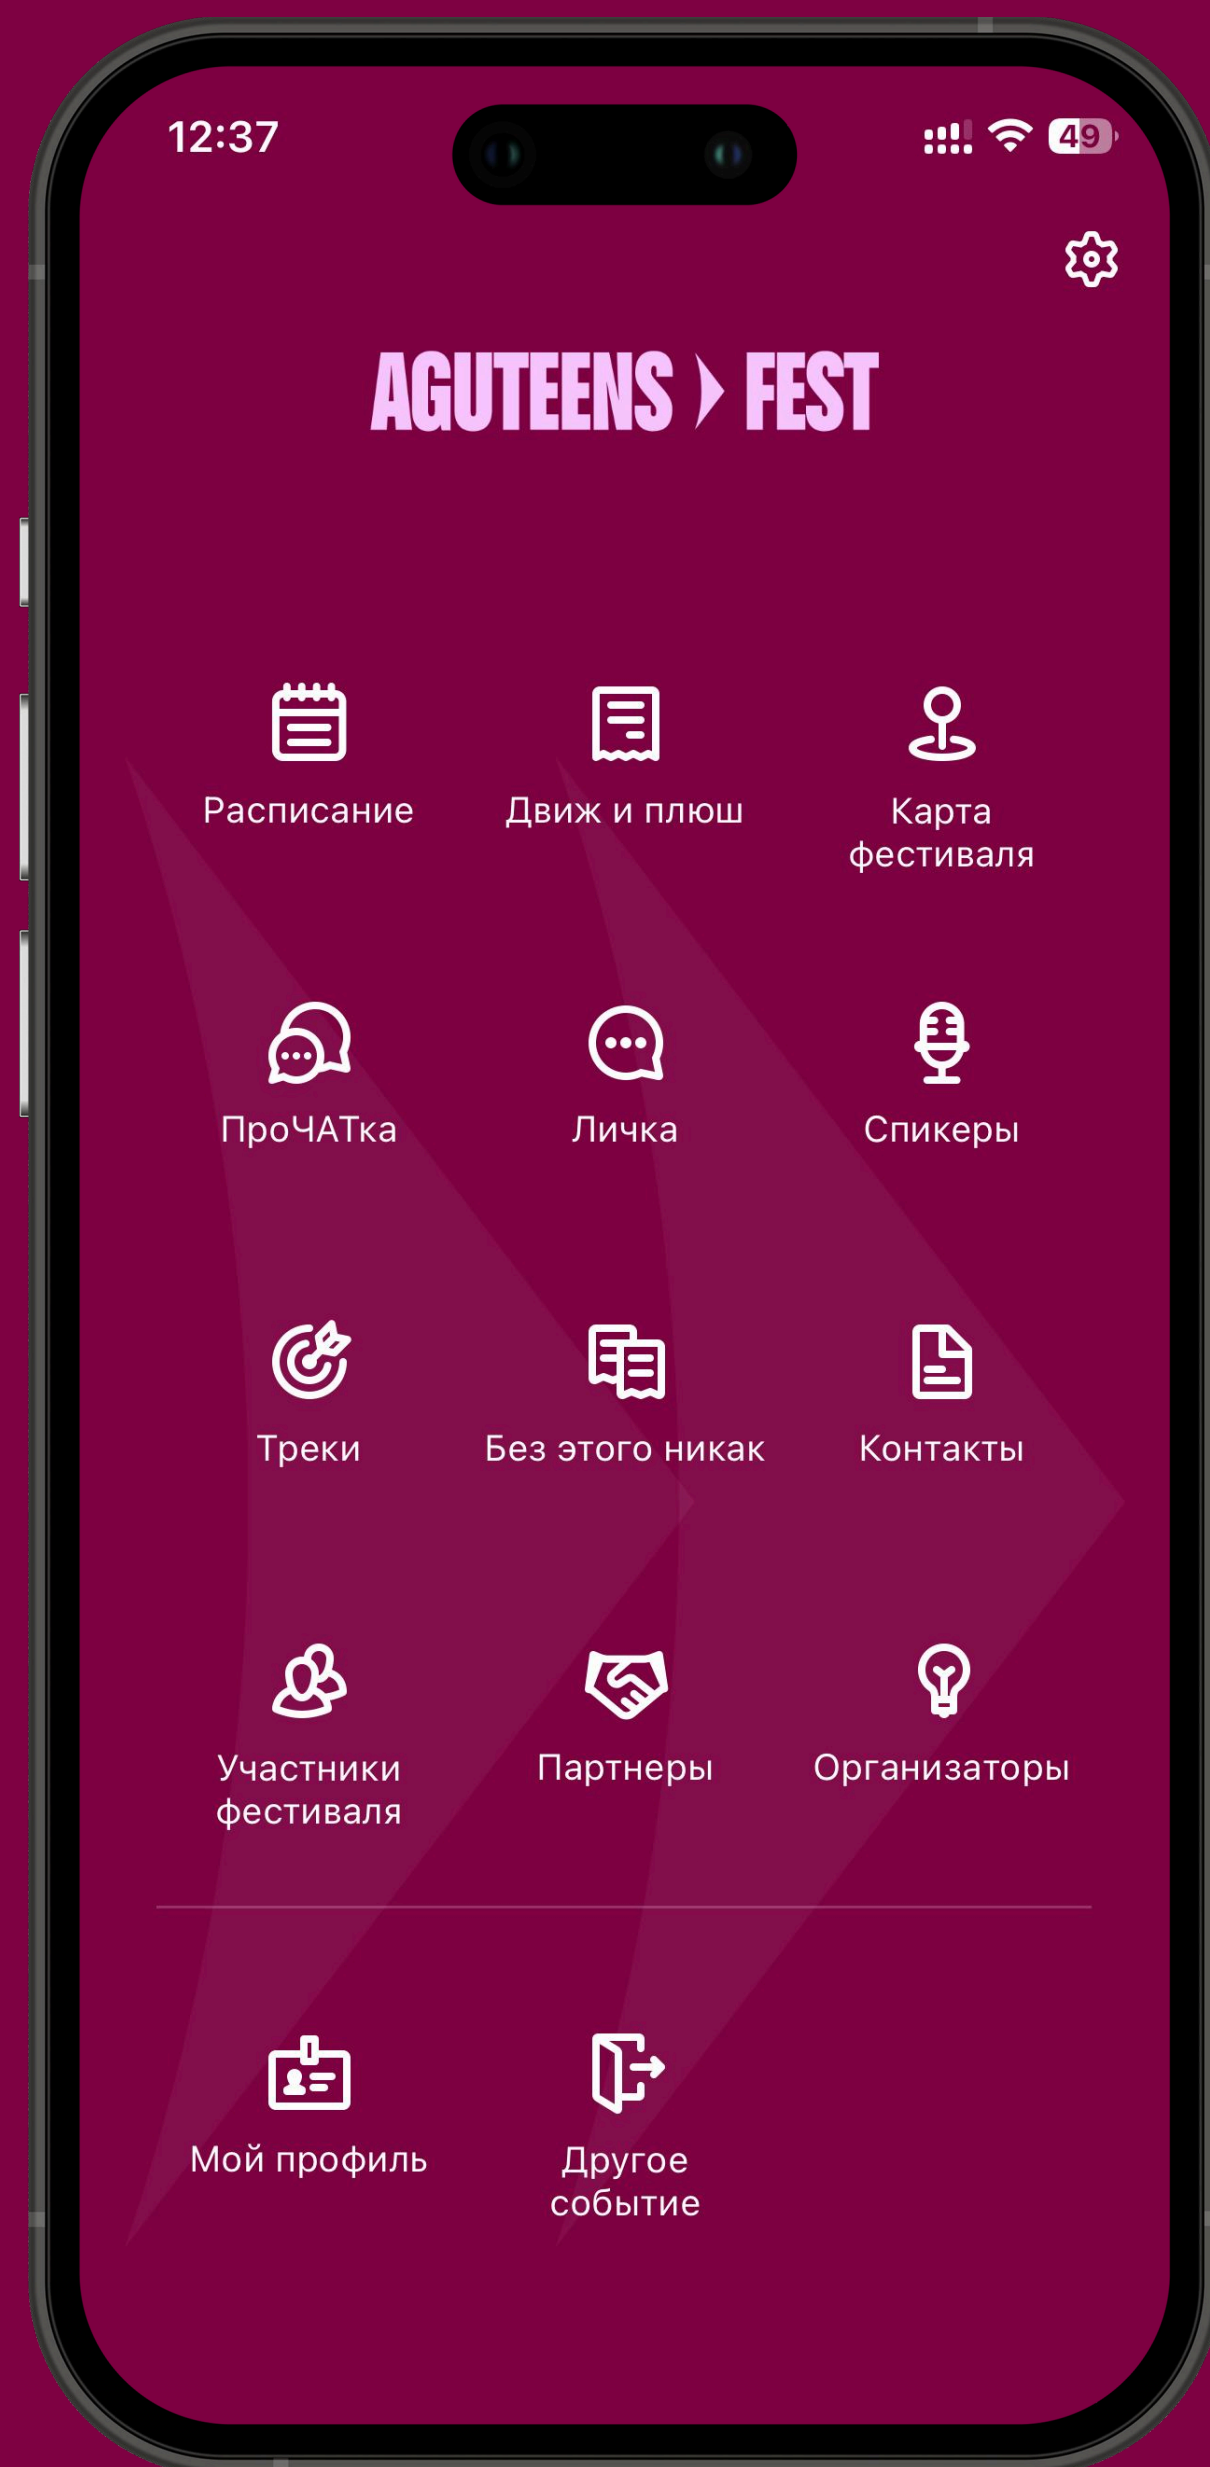 12:37
49
AGUTEENS FEST
Расписание
Движ и плюш
Карта
фестиваля
ПроЧАТка
Личка
Спикеры
Треки
Без этого никак
Контакты
Участники
фестиваля
Партнеры
Организаторы
Мой профиль
Другое
событие